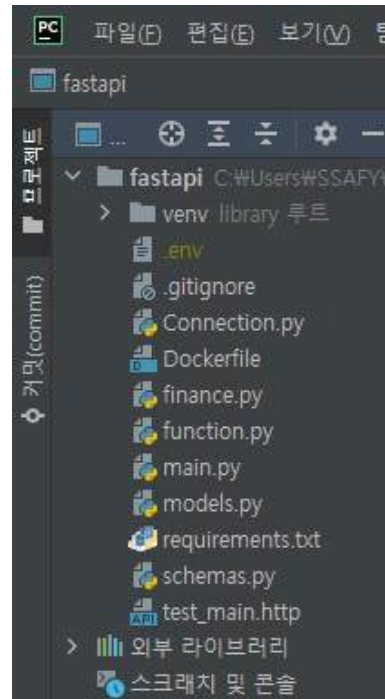 PC 파일(F) 편집(E) 보기(V)
fastapi
프로젝트
...
fastapi C:₩Users₩SSAFY₩
venv library 루트
.env
.gitignore
커밋(commit)
Connection.py
D Dockerfile
finance.py
function.py
main.py
models.py
requirements.txt
schemas.py
API test_main.http
외부 라이브러리
스크래치 및 콘솔